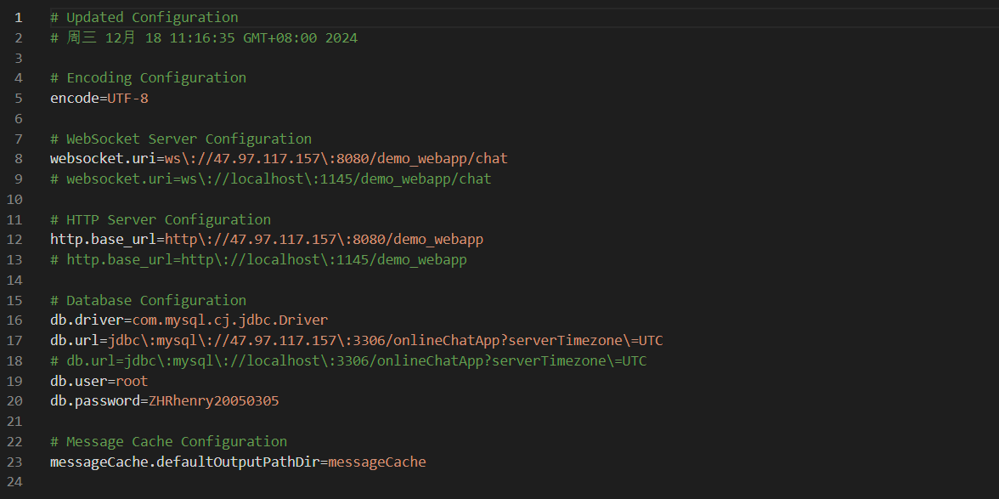 1 # Updated Configuration
2 # 周三 12月 18 11:16:35 GMT+08:00 2024
3
4 # Encoding Configuration
5 encode=UTF-8
6
7 # WebSocket Server Configuration
8 websocket.uri=ws\://47.97.117.157\:8080/demo_webapp/chat
9 # websocket.uri=ws\://localhost\:1145/demo_webapp/chat
10
11 # HTTP Server Configuration
12 http.base_url=http\://47.97.117.157\:8080/demo_webapp
13 # http.base_url=http\://localhost\:1145/demo_webapp
14
15 # Database Configuration
16 db.driver=com.mysql.cj.jdbc.Driver
17 db.url=jdbc\:mysql\://47.97.117.157\:3306/onlineChatApp?serverTimezone\=UTC
18 # db.url=jdbc\:mysql\://localhost\:3306/onlineChatApp?serverTimezone\=UTC
19 db.user=root
20 db.password=ZHRhenry20050305
21
22 # Message Cache Configuration
23 messageCache.defaultOutputPathDir=messageCache
24